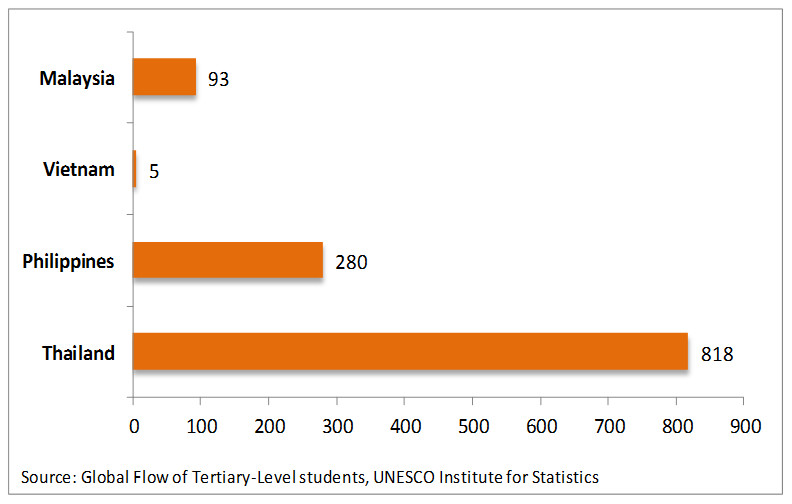 Malaysia 93
Vietnam 5
Philippines 280
Thailand 818
0 100 200 300 400 500 600 700 800 900
Source: Global Flow of Tertiary-Level students, UNESCO Institute for Statistics